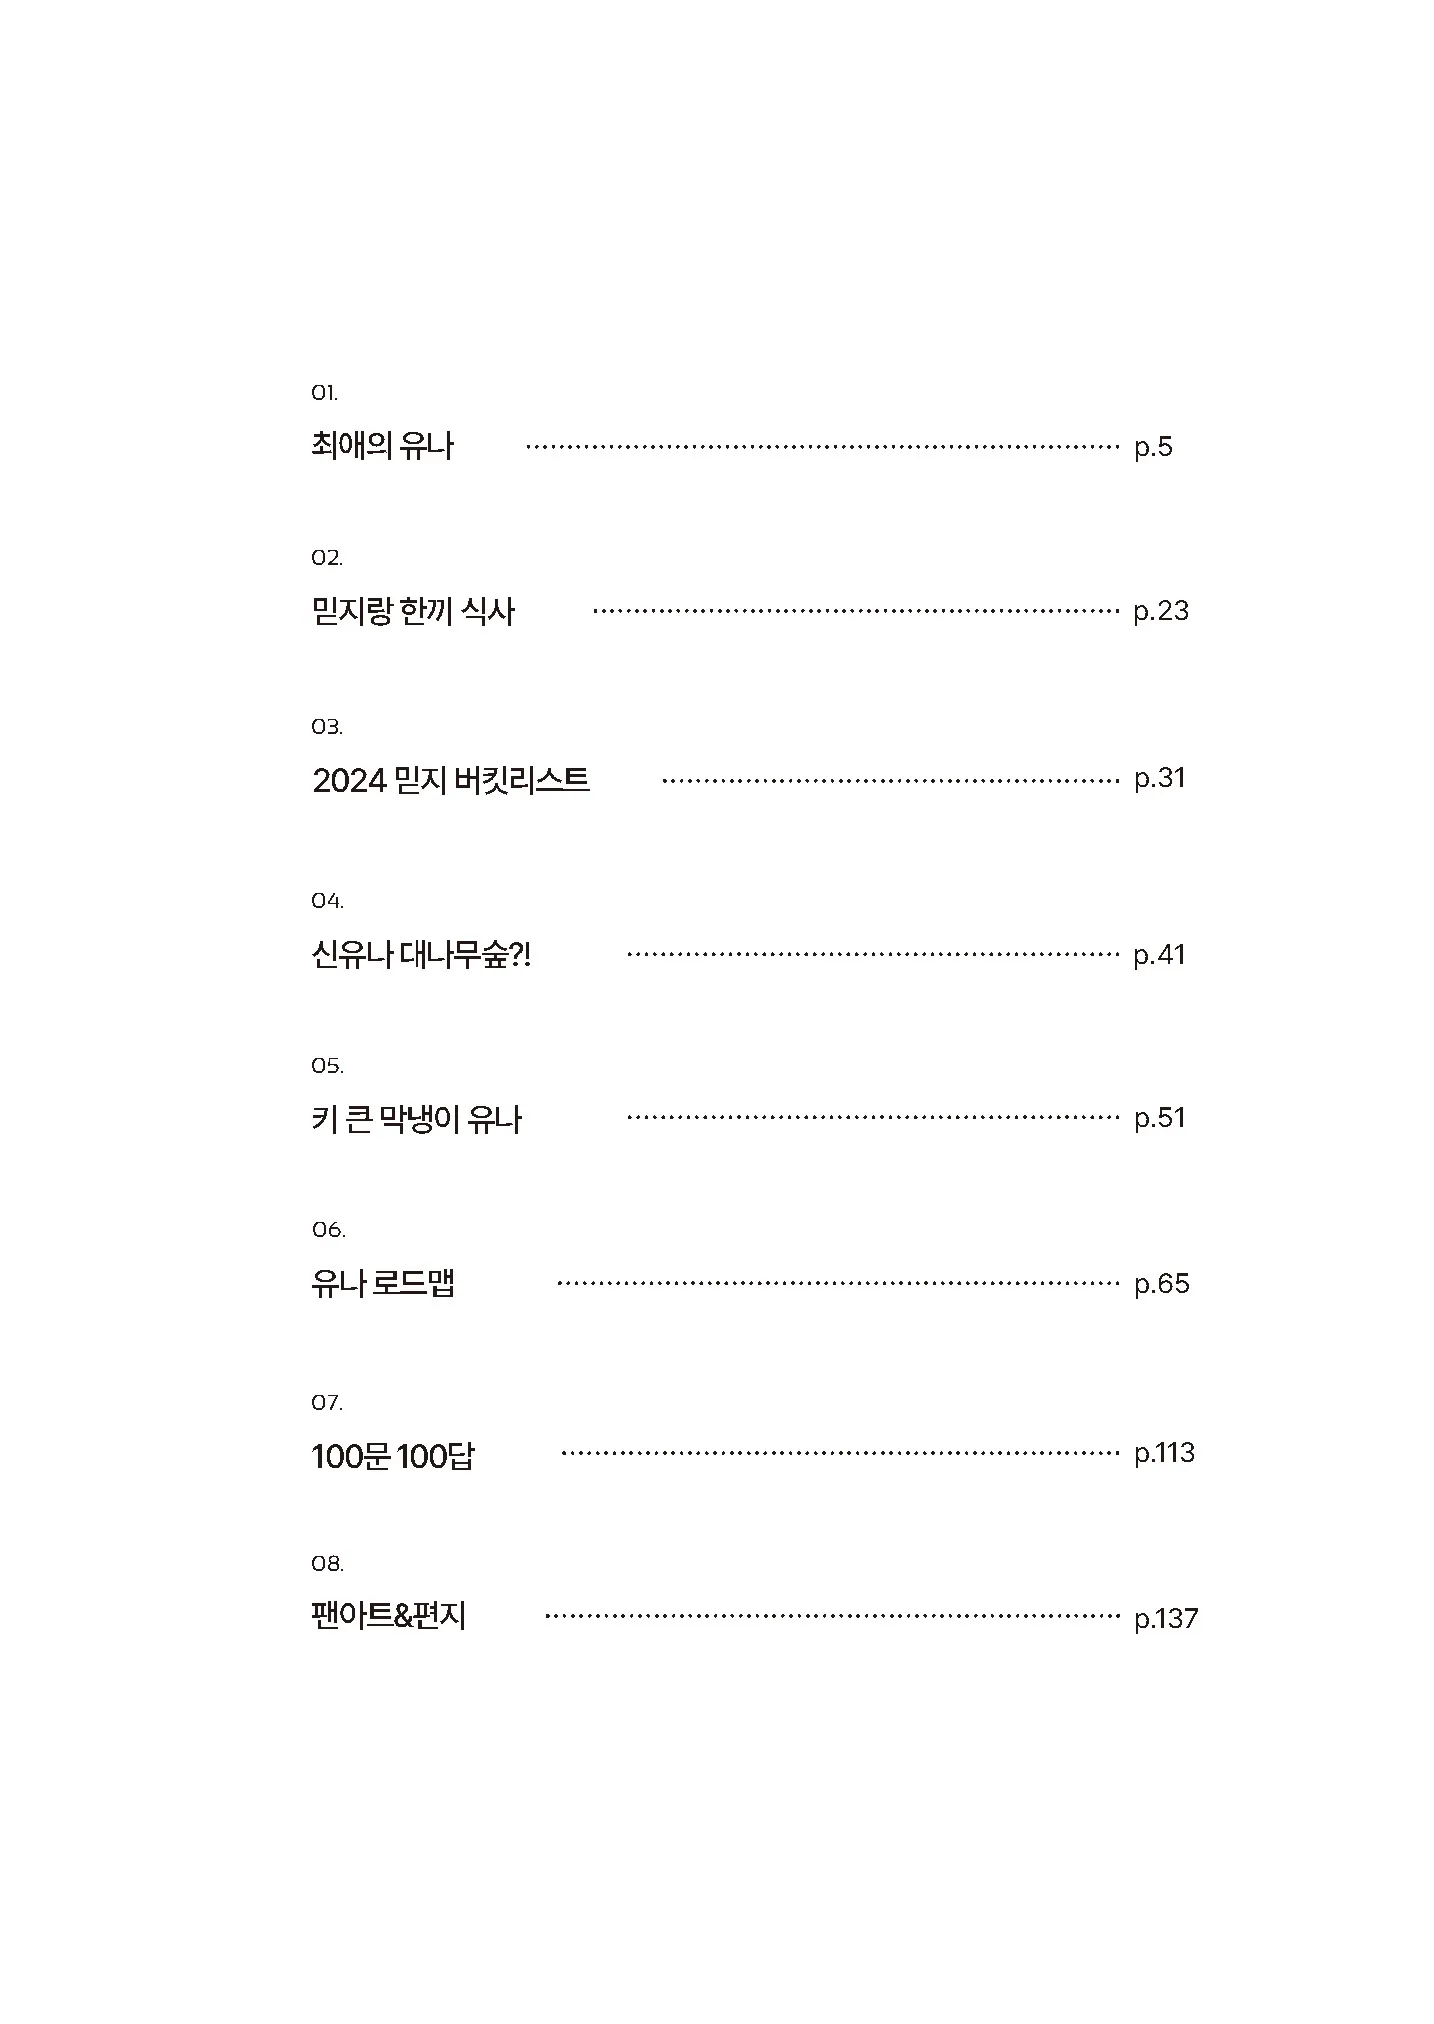 01.
최애의 유나 ································ p.5
02.
믿지랑 한끼 식사 ································ p.23
03.
2024 믿지 버킷리스트 ································ p.31
04.
신유나 대나무숲?! ································ p.41
05.
키 큰 막냉이 유나 ································ p.51
06.
유나 로드맵 ································ p.65
07.
100문 100답 ································ p.113
08.
팬아트&편지 ································ p.137